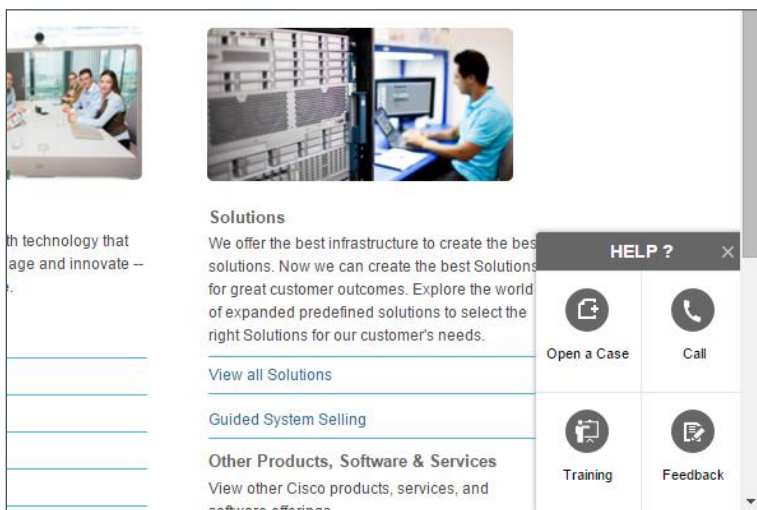 th technology that
age and innovate --
e.
Solutions
We offer the best infrastructure to create the bes
solutions. Now we can create the best Solutions
for great customer outcomes. Explore the world
of expanded predefined solutions to select the
right Solutions for our customer's needs.
View all Solutions
Guided System Selling
Other Products, Software & Services
View other Cisco products, services, and
software offerings
HELP ?
Open a Case
Call
Training
Feedback